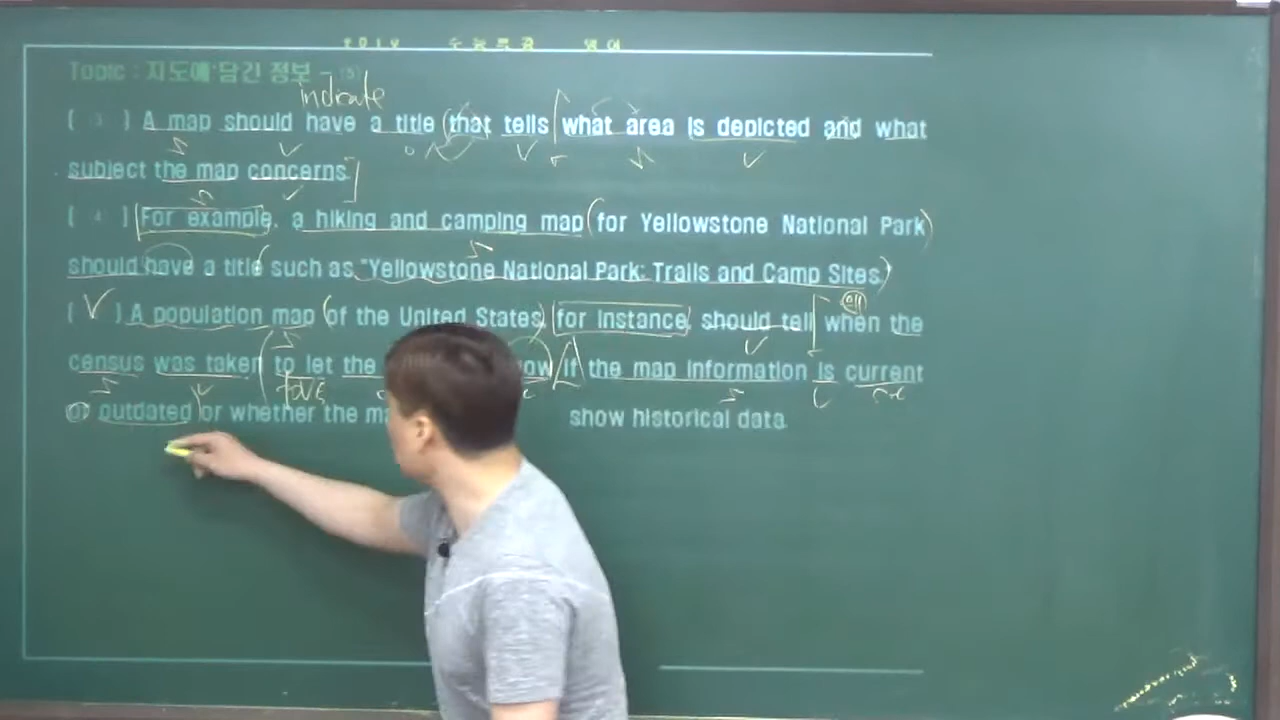 Topic : 지도에 담긴 정보 - (5)
indicate
( 3 ) A map should have a title that tells what area is depicted and what
subject the map concerns.
( 4 ) For example, a hiking and camping map for Yellowstone National Park
should have a title such as "Yellowstone National Park: Trails and Camp Sites."
( V ) A population map of the United States, for instance, should tell when the
census was taken to let the if the map information is current
or outdated or whether the ma show historical data.